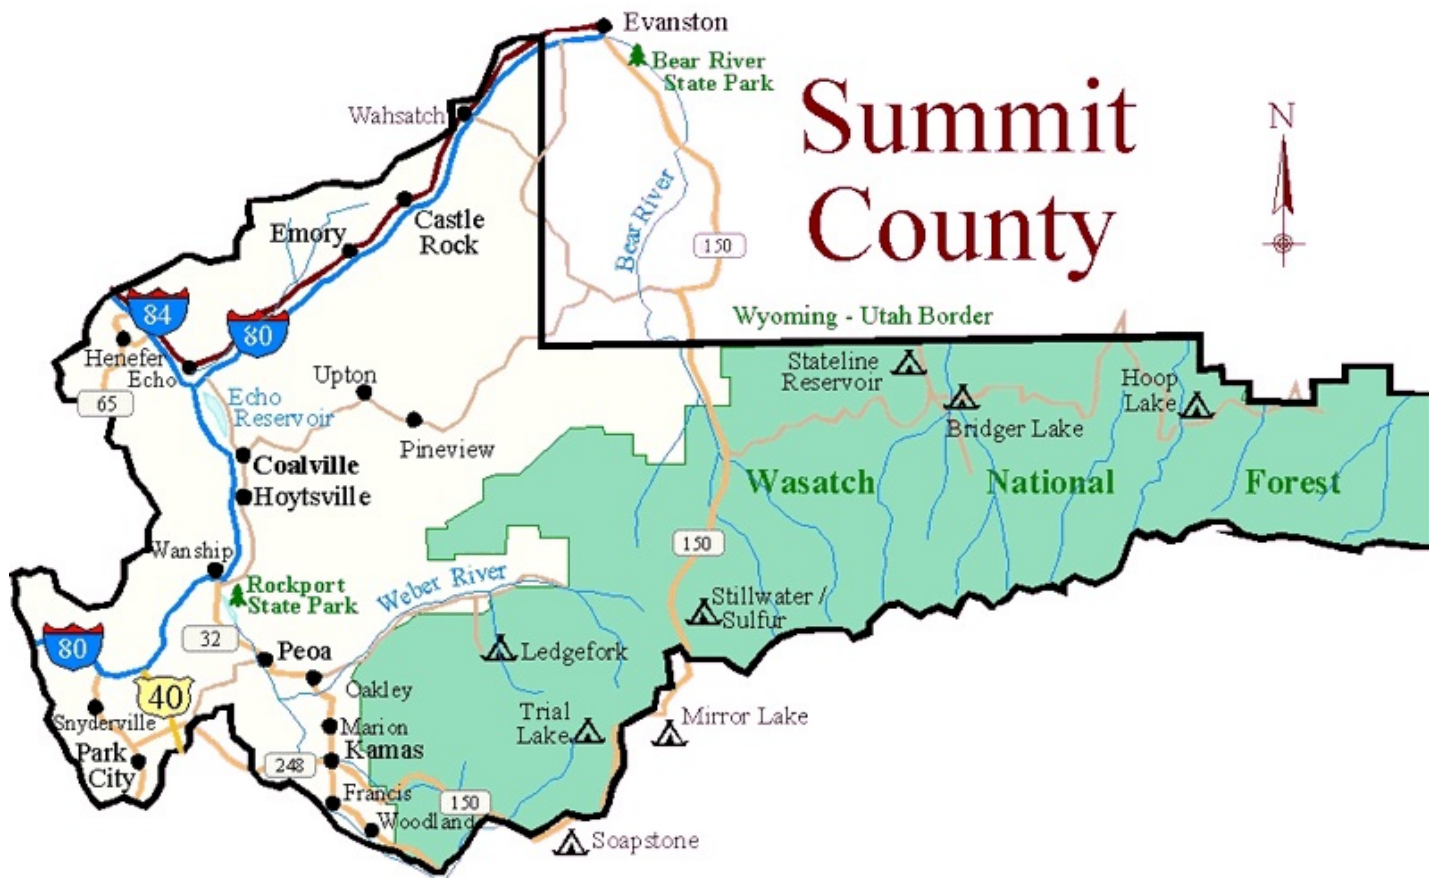 Evanston
Bear River
State Park
Summit
County
N
Wahsatch
Bear River
Castle
Rock
Emory
150
84
80
Wyoming - Utah Border
Henefer
Echo
65
Echo
Reservoir
Upton
Pineview
Stateline
Reservoir
Bridger Lake
Hoop
Lake
Coalville
Hoytsville
Wasatch National Forest
Wanship
Rockport
State Park
Weber River
150
32
80
Peoa
Stillwater /
Sulfur
Ledgefork
40
Oakley
Snyderville
Marion
Trial
Lake
Mirror Lake
Park
City
Kamas
248
Francis
150
Woodland
Soapstone